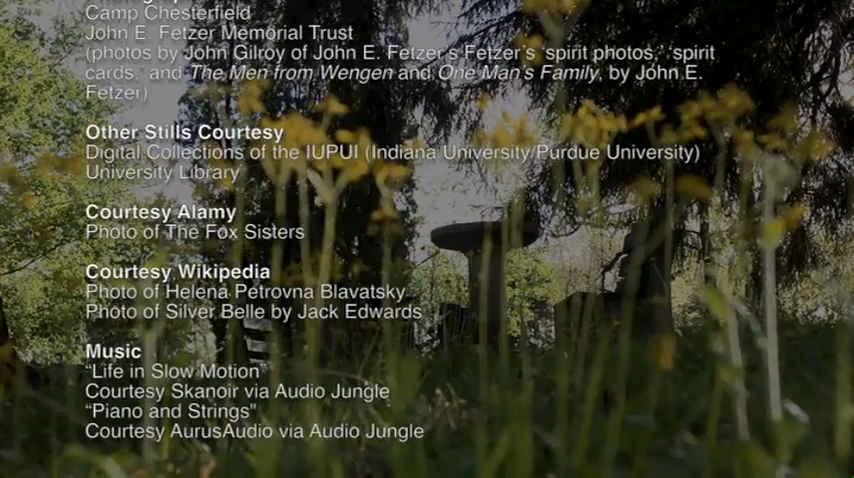 Camp Chesterfield
John E. Fetzer Memorial Trust
(photos by John Gilroy of John E. Fetzer's Fetzer's 'spirit photos,' 'spirit
cards,' and The Men from Wengen and One Man's Family, by John E.
Fetzer)
Other Stills Courtesy
Digital Collections of the IUPUI (Indiana University/Purdue University)
University Library
Courtesy Alamy
Photo of The Fox Sisters
Courtesy Wikipedia
Photo of Helena Petrovna Blavatsky
Photo of Silver Belle by Jack Edwards
Music
“Life in Slow Motion”
Courtesy Skanoir via Audio Jungle
“Piano and Strings"
Courtesy AurusAudio via Audio Jungle